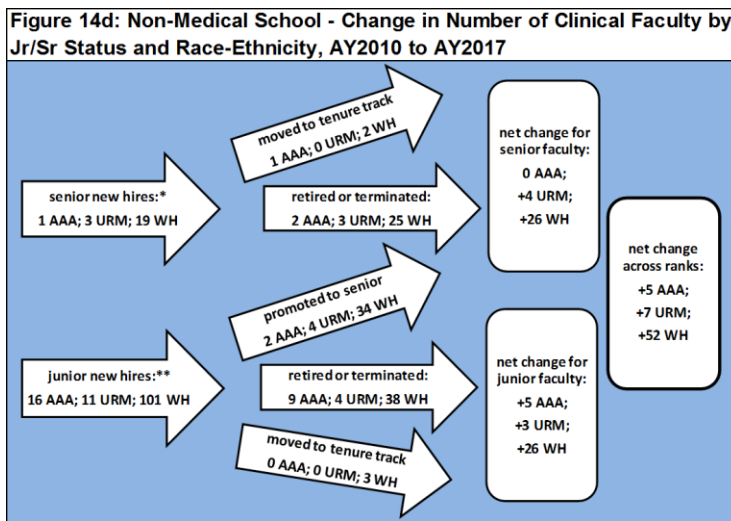 Figure 14d: Non-Medical School - Change in Number of Clinical Faculty by
Jr/Sr Status and Race-Ethnicity, AY2010 to AY2017
moved to tenure track
1 AAA; 0 URM; 2 WH
senior new hires:*
1 AAA; 3 URM; 19 WH
retired or terminated:
2 AAA; 3 URM; 25 WH
net change for
senior faculty:
0 AAA;
+4 URM;
+26 WH
promoted to senior
2 AAA; 4 URM; 34 WH
junior new hires:**
16 AAA; 11 URM; 101 WH
retired or terminated:
9 AAA; 4 URM; 38 WH
moved to tenure track
0 AAA; 0 URM; 3 WH
net change for
junior faculty:
+5 AAA;
+3 URM;
+26 WH
net change
across ranks:
+5 AAA;
+7 URM;
+52 WH